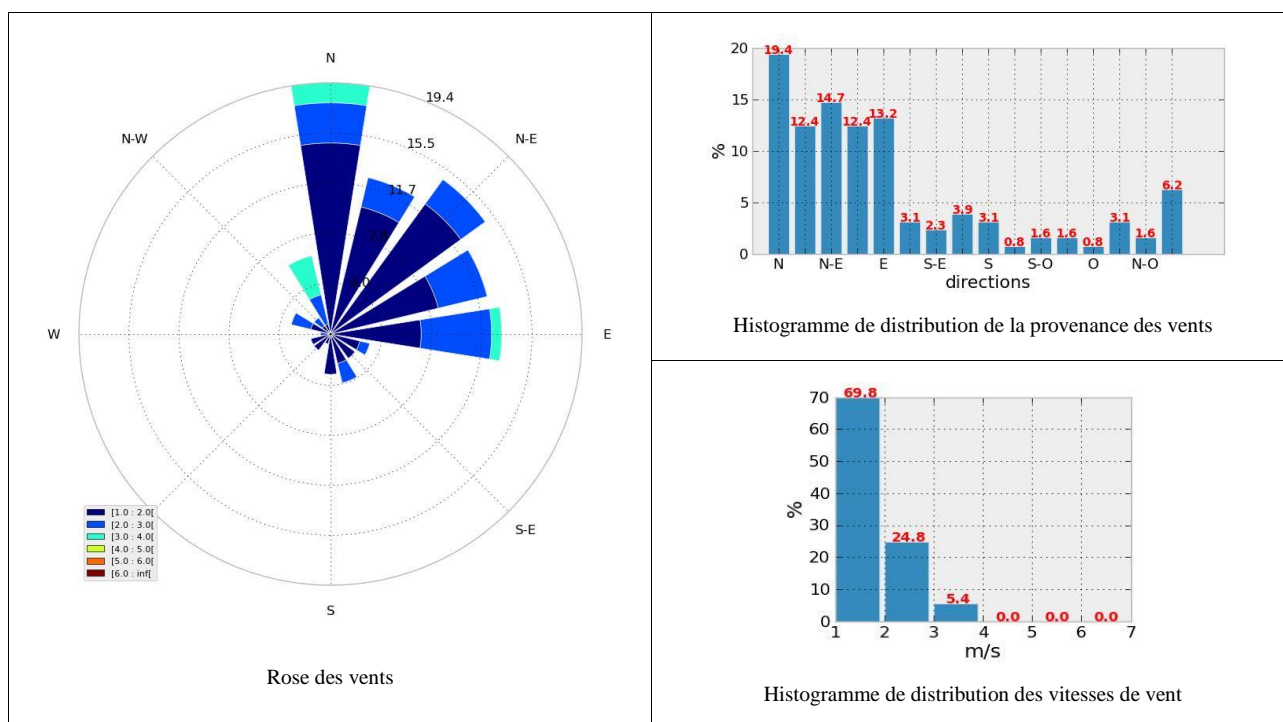 N
19.4
N-W
N-E
15.5
11.7
7.8
4.0
W
E
S-E
[1.0 : 2.0[
[2.0 : 3.0[
[3.0 : 4.0[
[4.0 : 5.0[
[5.0 : 6.0[
[6.0 : inf[
S
Rose des vents
20
15
10
5
0
%
19.4
12.4
14.7
12.4
13.2
3.1
2.3
3.9
3.1
0.8
1.6
1.6
0.8
3.1
1.6
6.2
N N-E E S-E S S-O O N-O
directions
Histogramme de distribution de la provenance des vents
70
60
50
40
30
20
10
0
%
69.8
24.8
5.4
0.0
0.0
0.0
1 2 3 4 5 6 7
m/s
Histogramme de distribution des vitesses de vent